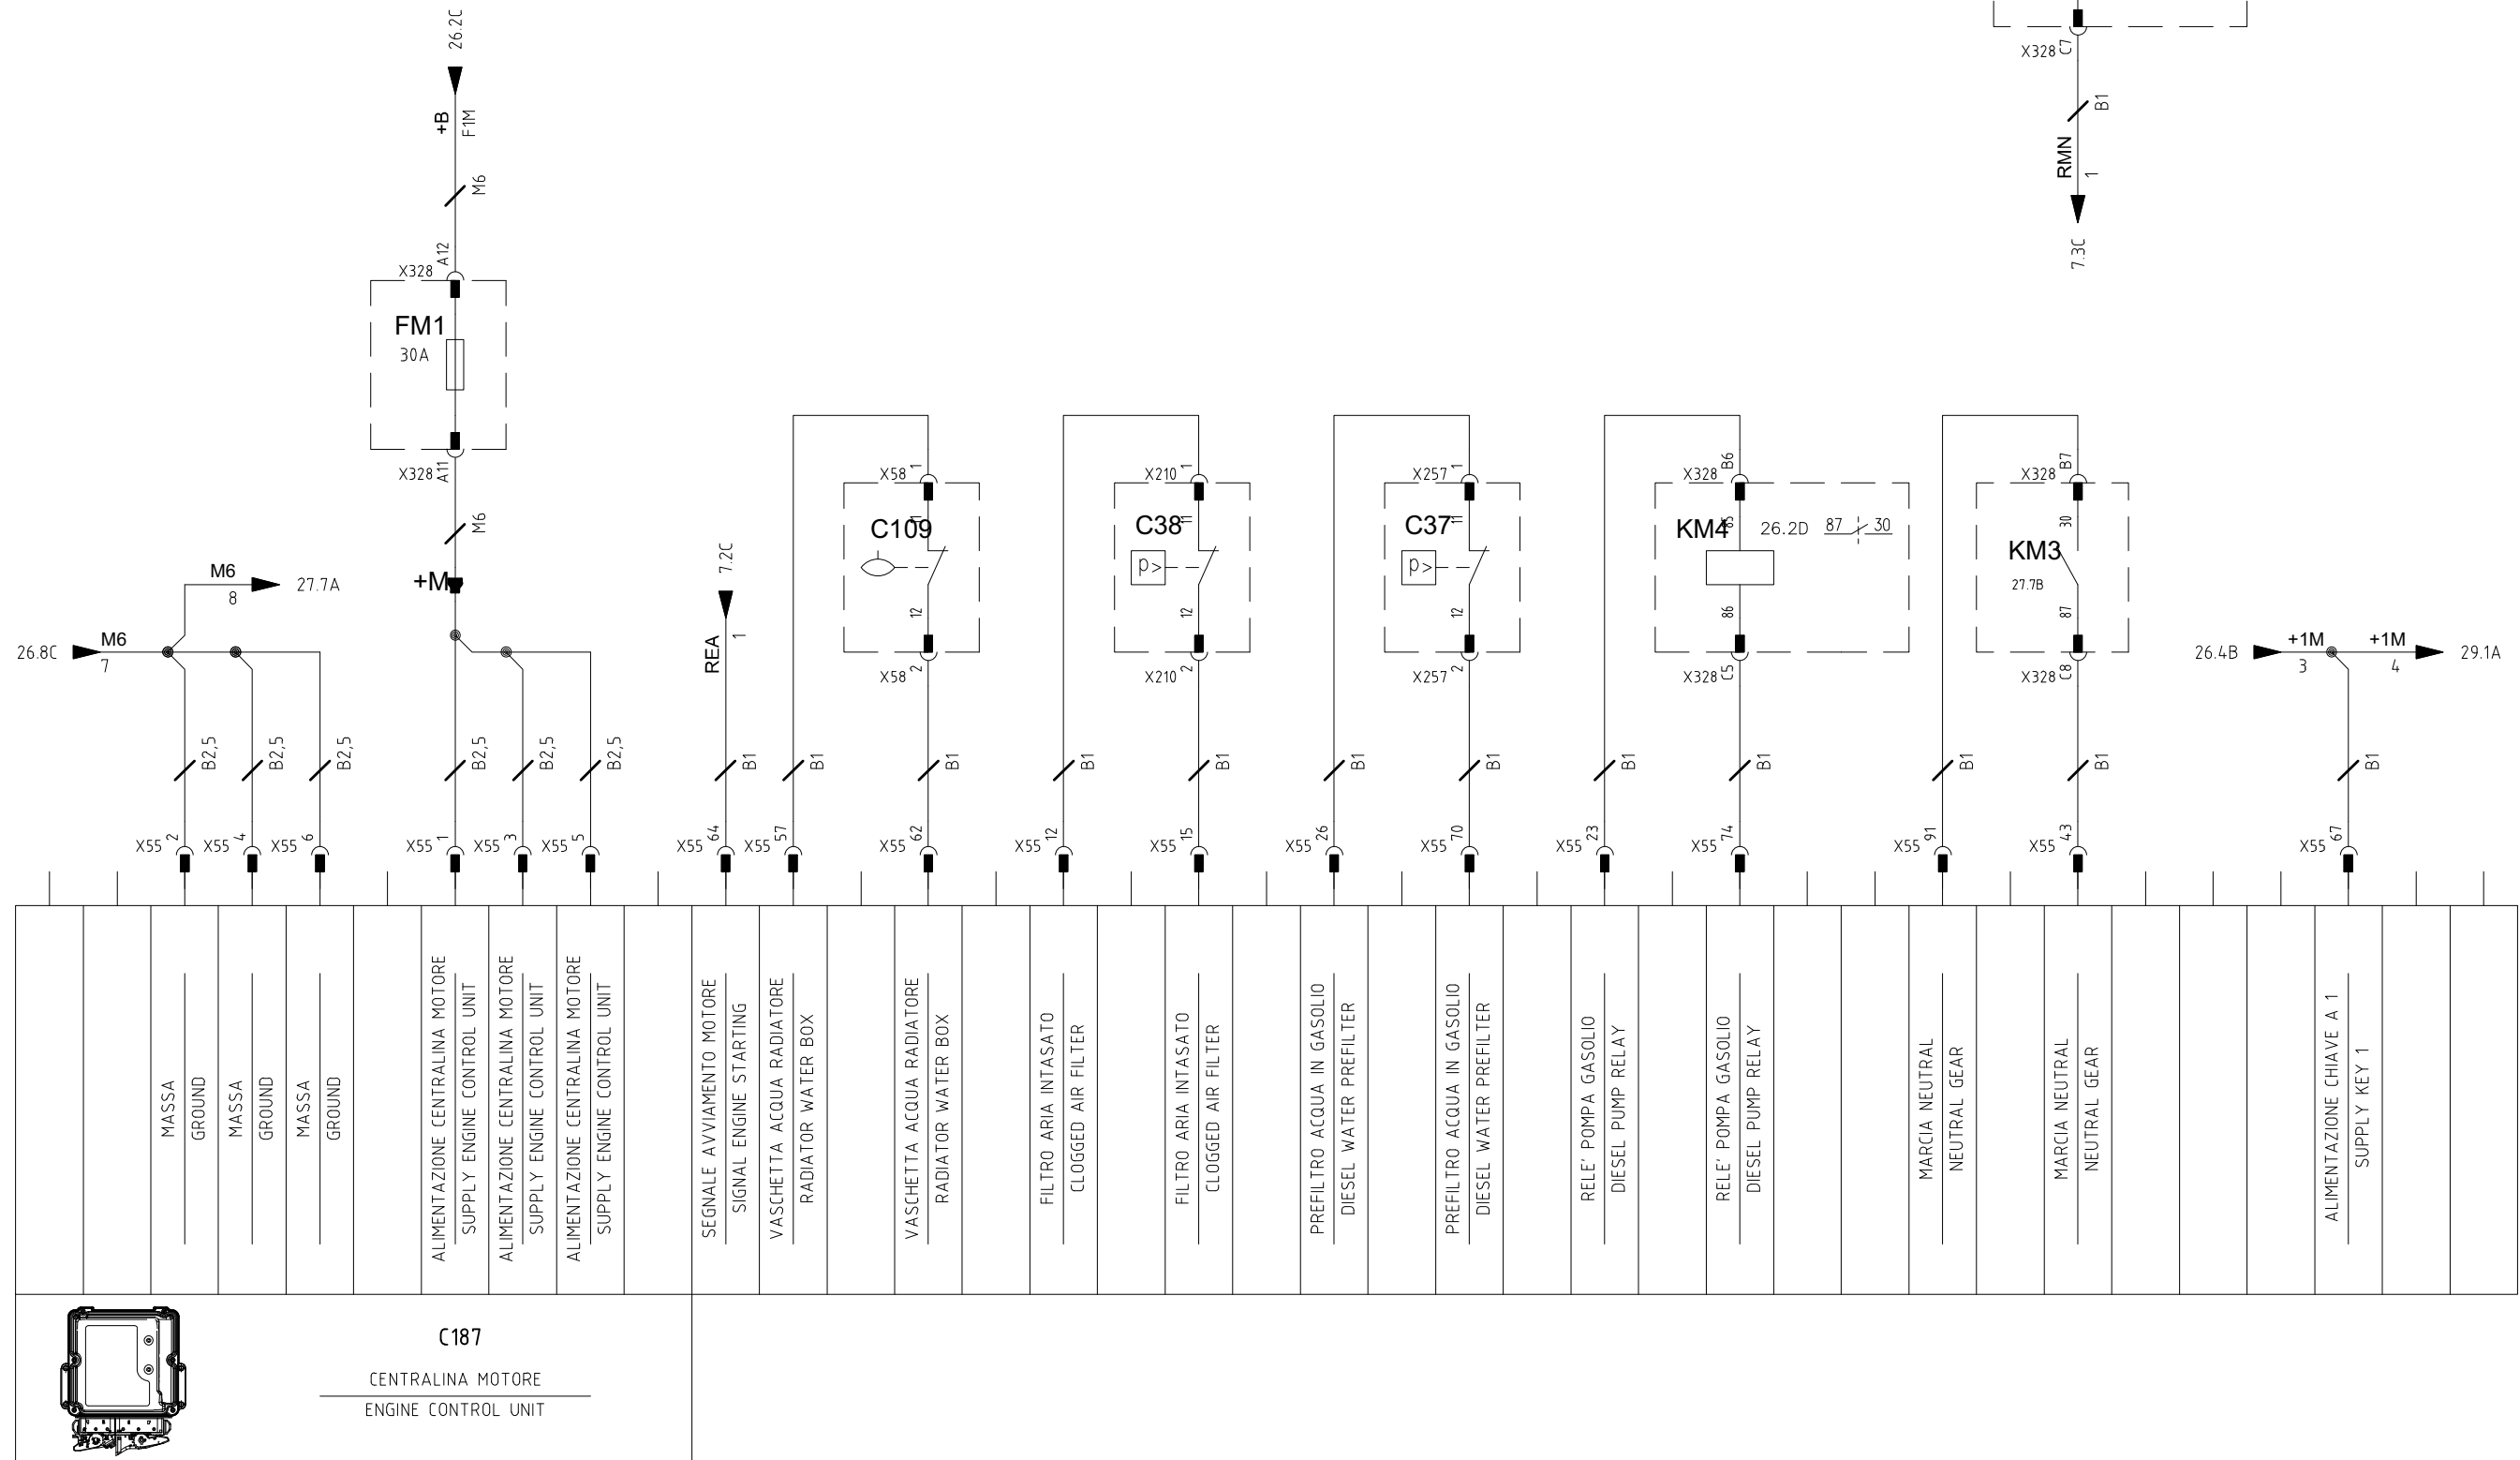 26.2C
+B
F1M
M6
X328
A12
FM1
30A
X328
A11
M6
+M
M6
8
27.7A
26.8C
M6
7
B2,5
B2,5
B2,5
B2,5
B2,5
B2,5
X55 2
X55 4
X55 6
X55 1
X55 3
X55 5
7.2C
REA
1
B1
X55 64
B1
X55 57
X58 1
C109
11
12
X58 2
B1
X55 62
B1
X55 12
X210 1
C38
11
p>
12
X210 2
B1
X55 15
B1
X55 26
X257 1
C37
11
p>
12
X257 2
B1
X55 70
B1
X55 23
X328 B6
KM4
85
26.2D
87
30
86
X328 C5
B1
X55 74
B1
X55 91
X328 C7
B1
RMN
1
7.3C
X328 B7
30
KM3
27.7B
87
X328 C8
B1
X55 43
26.4B
+1M
3
+1M
4
29.1A
B1
X55 67
MASSA
GROUND
MASSA
GROUND
MASSA
GROUND
ALIMENTAZIONE CENTRALINA MOTORE
SUPPLY ENGINE CONTROL UNIT
ALIMENTAZIONE CENTRALINA MOTORE
SUPPLY ENGINE CONTROL UNIT
ALIMENTAZIONE CENTRALINA MOTORE
SUPPLY ENGINE CONTROL UNIT
SEGNALE AVVIAMENTO MOTORE
SIGNAL ENGINE STARTING
VASCHETTA ACQUA RADIATORE
RADIATOR WATER BOX
VASCHETTA ACQUA RADIATORE
RADIATOR WATER BOX
FILTRO ARIA INTASATO
CLOGGED AIR FILTER
FILTRO ARIA INTASATO
CLOGGED AIR FILTER
PREFILTRO ACQUA IN GASOLIO
DIESEL WATER PREFILTER
PREFILTRO ACQUA IN GASOLIO
DIESEL WATER PREFILTER
RELE' POMPA GASOLIO
DIESEL PUMP RELAY
RELE' POMPA GASOLIO
DIESEL PUMP RELAY
MARCIA NEUTRAL
NEUTRAL GEAR
MARCIA NEUTRAL
NEUTRAL GEAR
ALIMENTAZIONE CHIAVE A 1
SUPPLY KEY 1
C187
CENTRALINA MOTORE
ENGINE CONTROL UNIT